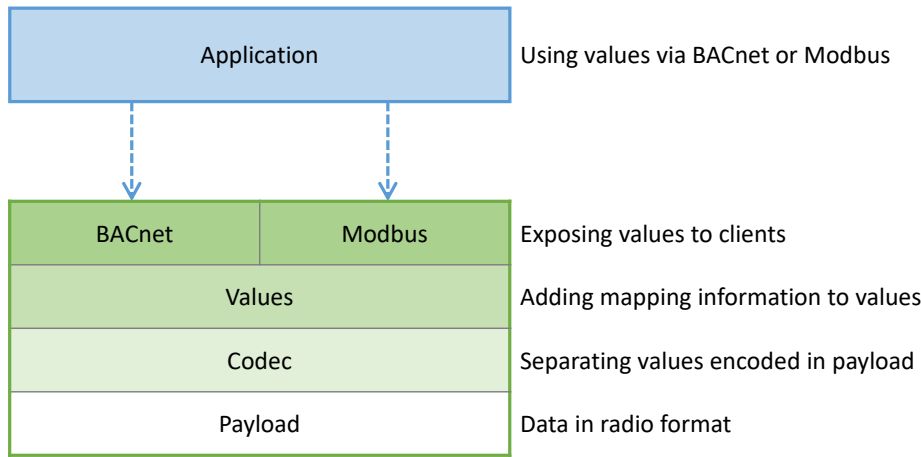 Application
Using values via BACnet or Modbus
BACnet
Modbus
Exposing values to clients
Values
Adding mapping information to values
Codec
Separating values encoded in payload
Payload
Data in radio format